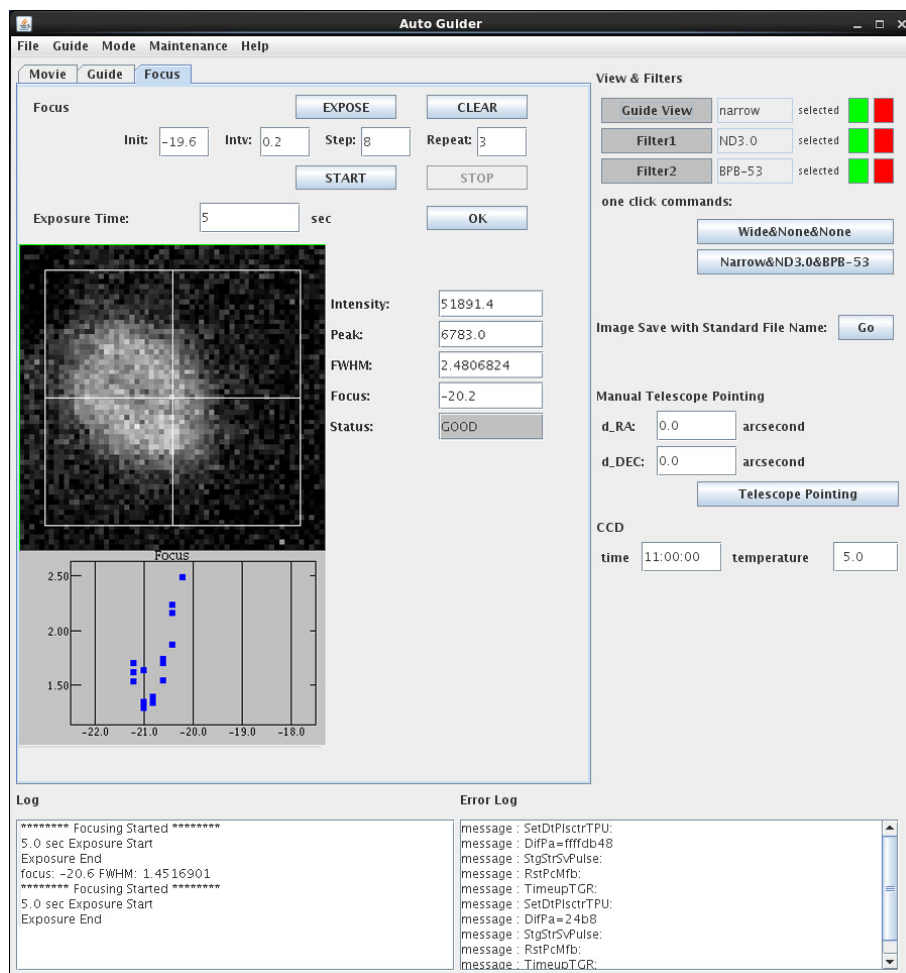 Auto Guider
File Guide Mode Maintenance Help
Movie Guide Focus
Focus EXPOSE CLEAR
Init: -19.6 Intv: 0.2 Step: 8 Repeat: 3
START STOP
Exposure Time: 5 sec OK
Intensity: 51891.4
Peak: 6783.0
FWHM: 2.4806824
Focus: -20.2
Status: GOOD
Focus
2.50
2.00
1.50
-22.0 -21.0 -20.0 -19.0 -18.0
View & Filters
Guide View narrow selected
Filter1 ND3.0 selected
Filter2 BPB-53 selected
one click commands:
Wide&None&None
Narrow&ND3.0&BPB-53
Image Save with Standard File Name: Go
Manual Telescope Pointing
d_RA: 0.0 arcsecond
d_DEC: 0.0 arcsecond
Telescope Pointing
CCD
time 11:00:00 temperature 5.0
Log
******** Focusing Started ********
5.0 sec Exposure Start
Exposure End
focus: -20.6 FWHM: 1.4516901
******** Focusing Started ********
5.0 sec Exposure Start
Exposure End
Error Log
message : SetDtPlsctrTPU:
message : DifPa=ffffdb48
message : StgStrSvPulse:
message : RstPcMfb:
message : TimeupTGR:
message : SetDtPlsctrTPU:
message : DifPa=24b8
message : StgStrSvPulse:
message : RstPcMfb:
message : TimeupTGR: